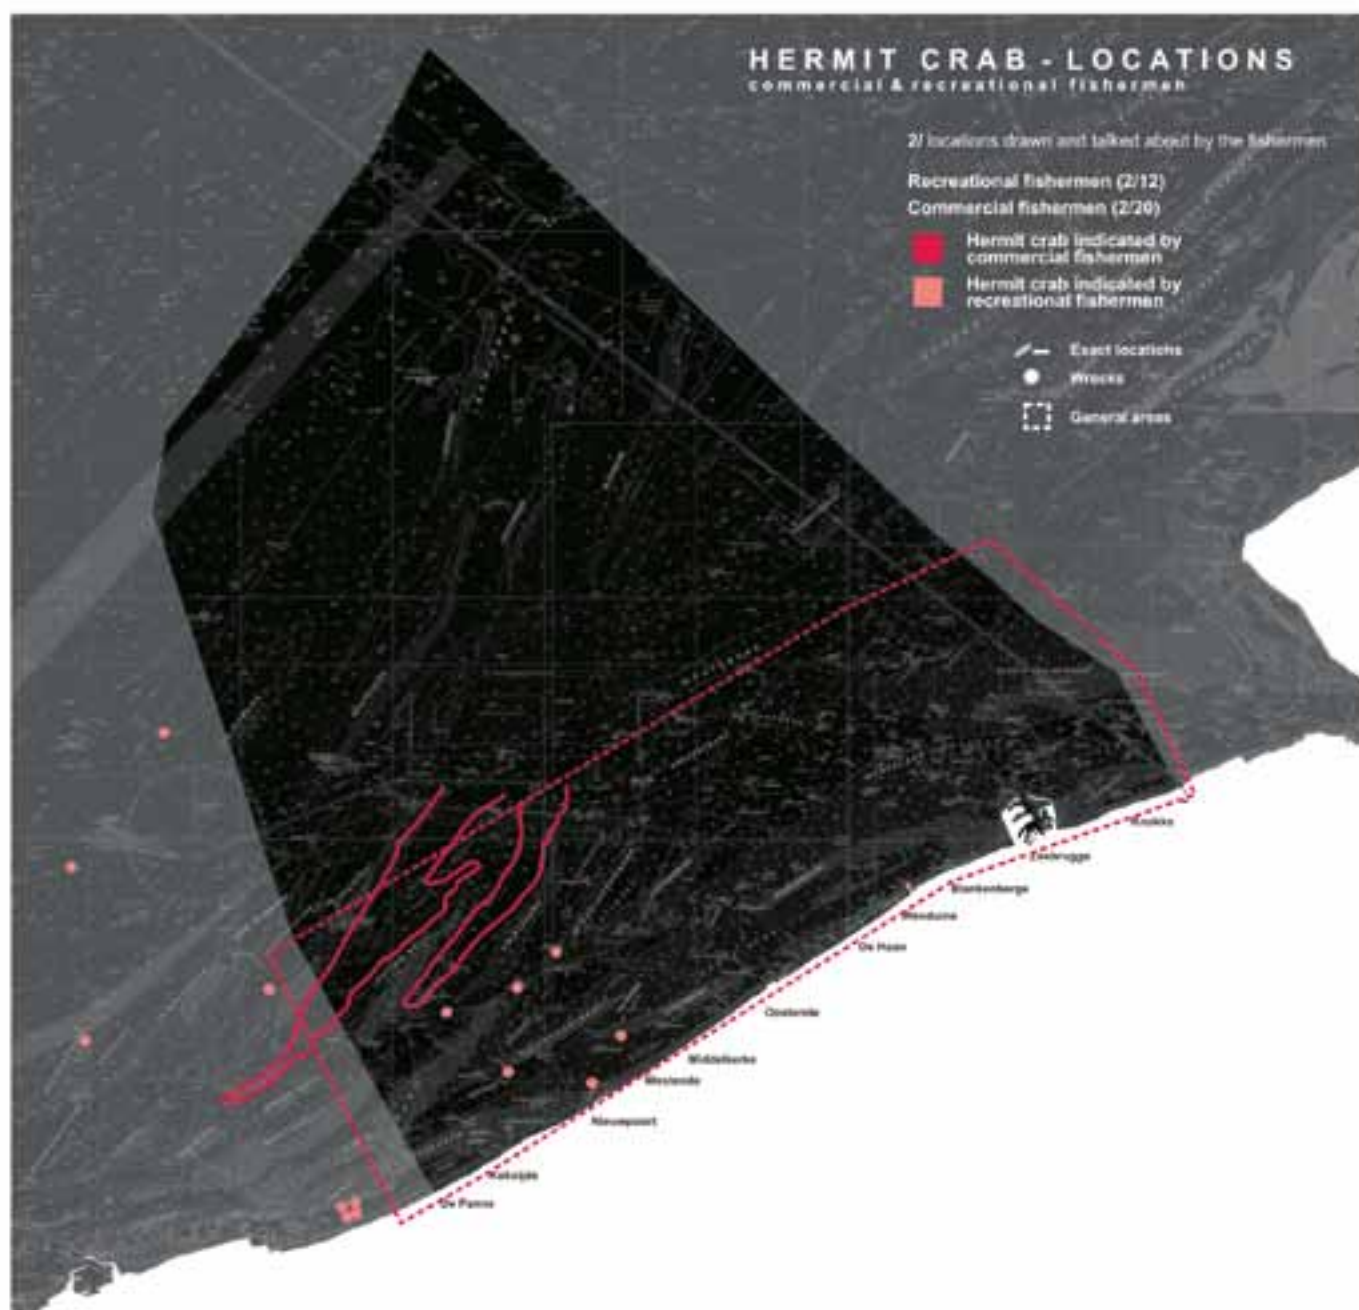 HERMIT CRAB - LOCATIONS
commercial & recreational fishermen
2/ locations drawn and talked about by the fishermen
Recreational fishermen (2/12)
Commercial fishermen (2/20)
Hermit crab indicated by
commercial fishermen
Hermit crab indicated by
recreational fishermen
Exact locations
Wrecks
General areas
Knokke
Zeebrugge
Blankenberge
Wenduine
De Haan
Oostende
Middelkerke
Westende
Nieuwpoort
Koksijde
De Panne